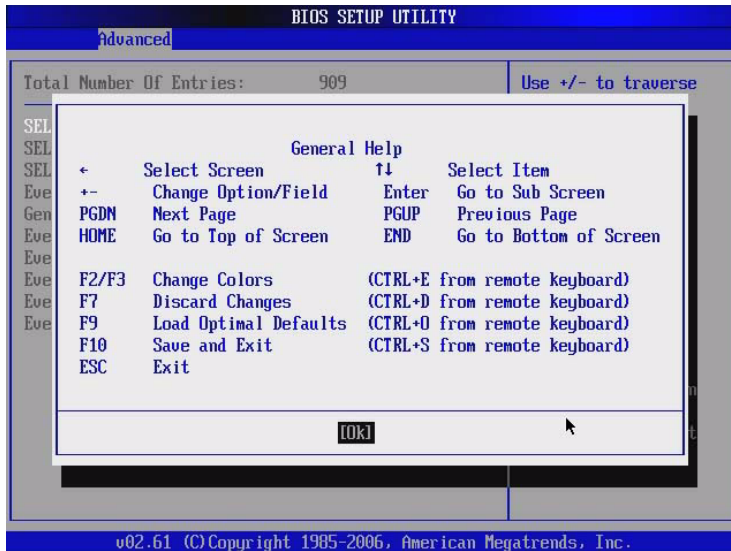 BIOS SETUP UTILITY
Advanced
Total Number Of Entries: 909
Use +/- to traverse
SEL
SEL
SEL
Eve
Gen
Eve
Eve
Eve
Eve
Eve
General Help
← Select Screen ↑↓ Select Item
+- Change Option/Field Enter Go to Sub Screen
PGDN Next Page PGUP Previous Page
HOME Go to Top of Screen END Go to Bottom of Screen
F2/F3 Change Colors (CTRL+E from remote keyboard)
F7 Discard Changes (CTRL+D from remote keyboard)
F9 Load Optimal Defaults (CTRL+O from remote keyboard)
F10 Save and Exit (CTRL+S from remote keyboard)
ESC Exit
[Ok]
v02.61 (C)Copyright 1985-2006, American Megatrends, Inc.